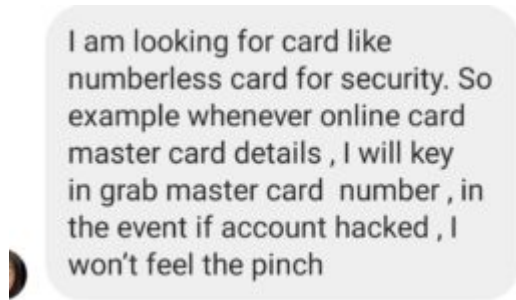 I am looking for card like
numberless card for security. So
example whenever online card
master card details , I will key
in grab master card  number , in
the event if account hacked , I
won't feel the pinch